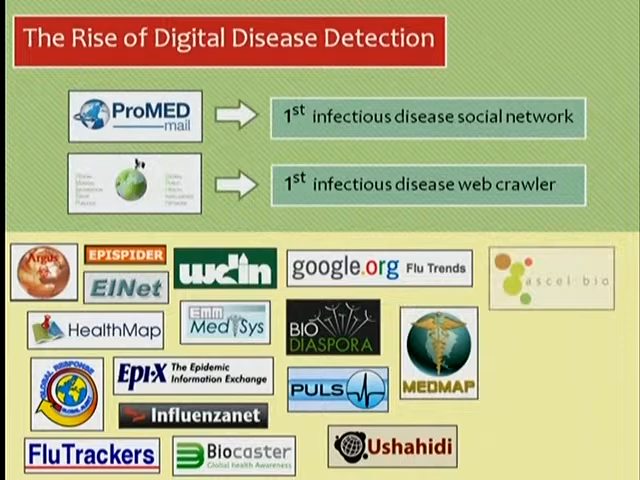 The Rise of Digital Disease Detection
ProMED
mail
1st infectious disease social network
1st infectious disease web crawler
Argus
EPISPIDER
EINet
wdin
google.org Flu Trends
ascel bio
HealthMap
EMM
MedISys
BIO
DIASPORA
MEDMAP
GLOBAL RESPONSE
Epi-X The Epidemic
Information Exchange
PULS
Influenzanet
FluTrackers
Biocaster
Global health Awareness
Ushahidi